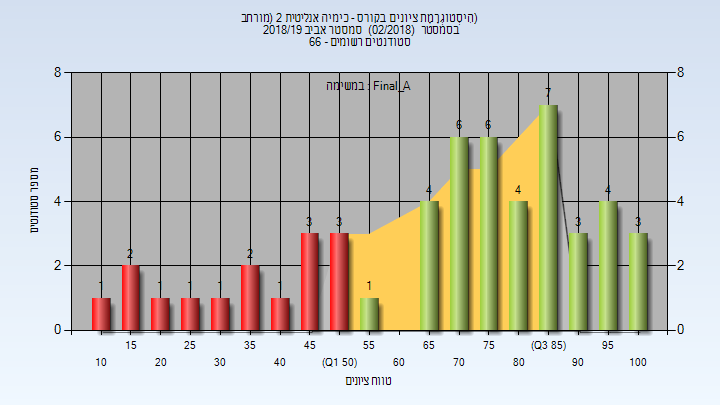 הִיסְטוֹגְרָמַת ציונים בקורס - כימיה אנליטית 2 (מורחב)
בסמסטר (02/2018) סמסטר אביב 2018/19
סטודנטים רשומים - 66
במשימה : Final_A
8 8
7
6 6
6 6
4 4
4 4 4
3 3 3 3
2 2
2 2
1 1 1 1 1 1
0 0
מספר סטודנטים
15 25 35 45 55 65 75 (Q3 85) 95
10 20 30 40 (Q1 50) 60 70 80 90 100
טווח ציונים